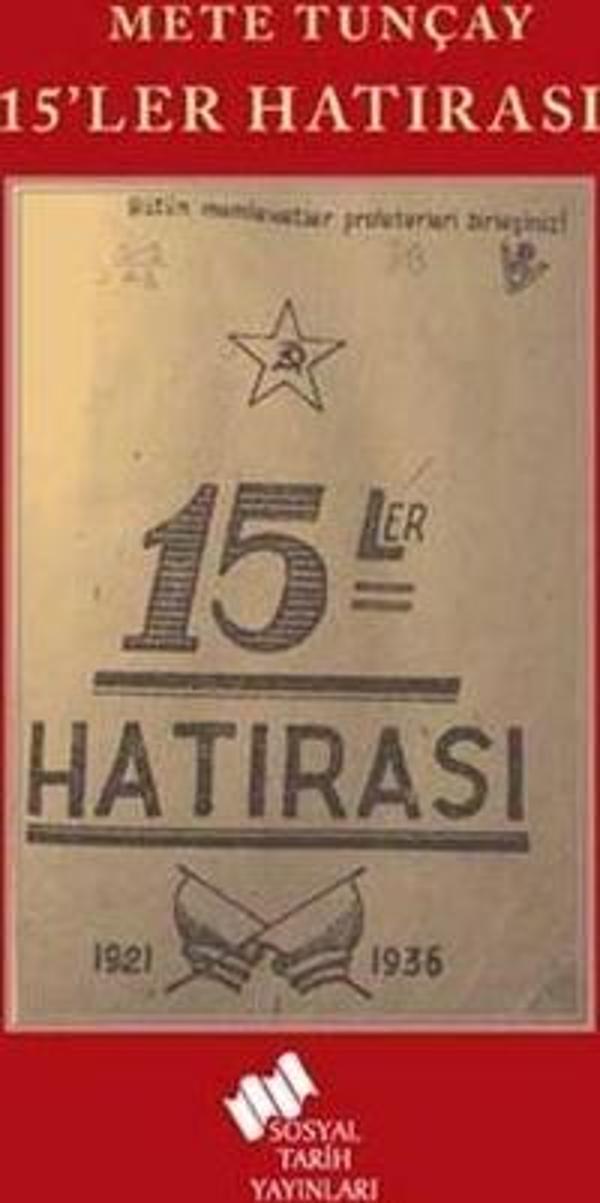 METE TUNÇAY
15'LER HATIRASI
Bütün memleketler proleterleri birleşiniz!
15 LER
HATIRASI
1921 1936
SOSYAL
TARİH
YAYINLARI